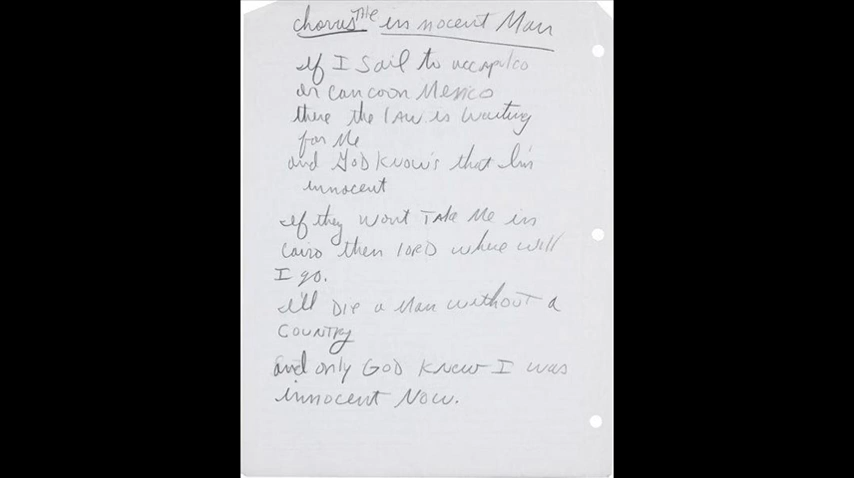 chorus The innocent Man
if I sail to accapulco
or cancoon Mexico
there the law is waiting
for Me
and God know's that I'm
innocent
if they wont Take Me in
Cairo then lord where will
I go.
I'll Die a Man without a
COUNTRY
and only GOD knew I was
innocent Now.